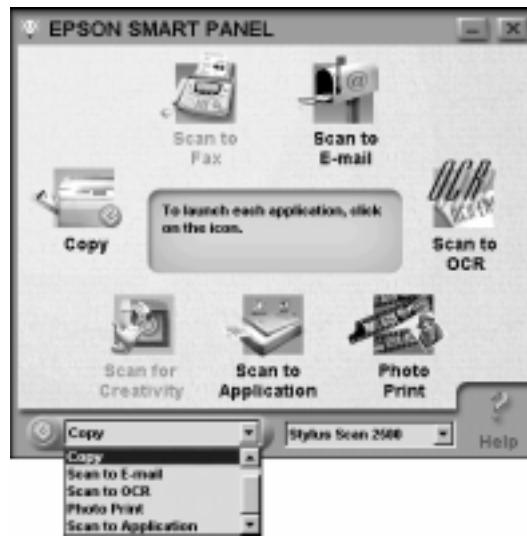 EPSON SMART PANEL
Scan to
Fax
Scan to
E-mail
Copy
To launch each application, click
on the icon.
OCR
Scan to
OCR
Scan for
Creativity
Scan to
Application
Photo
Print
Copy
Stylus Scan 2500
Help
Copy
Scan to E-mail
Scan to OCR
Photo Print
Scan to Application